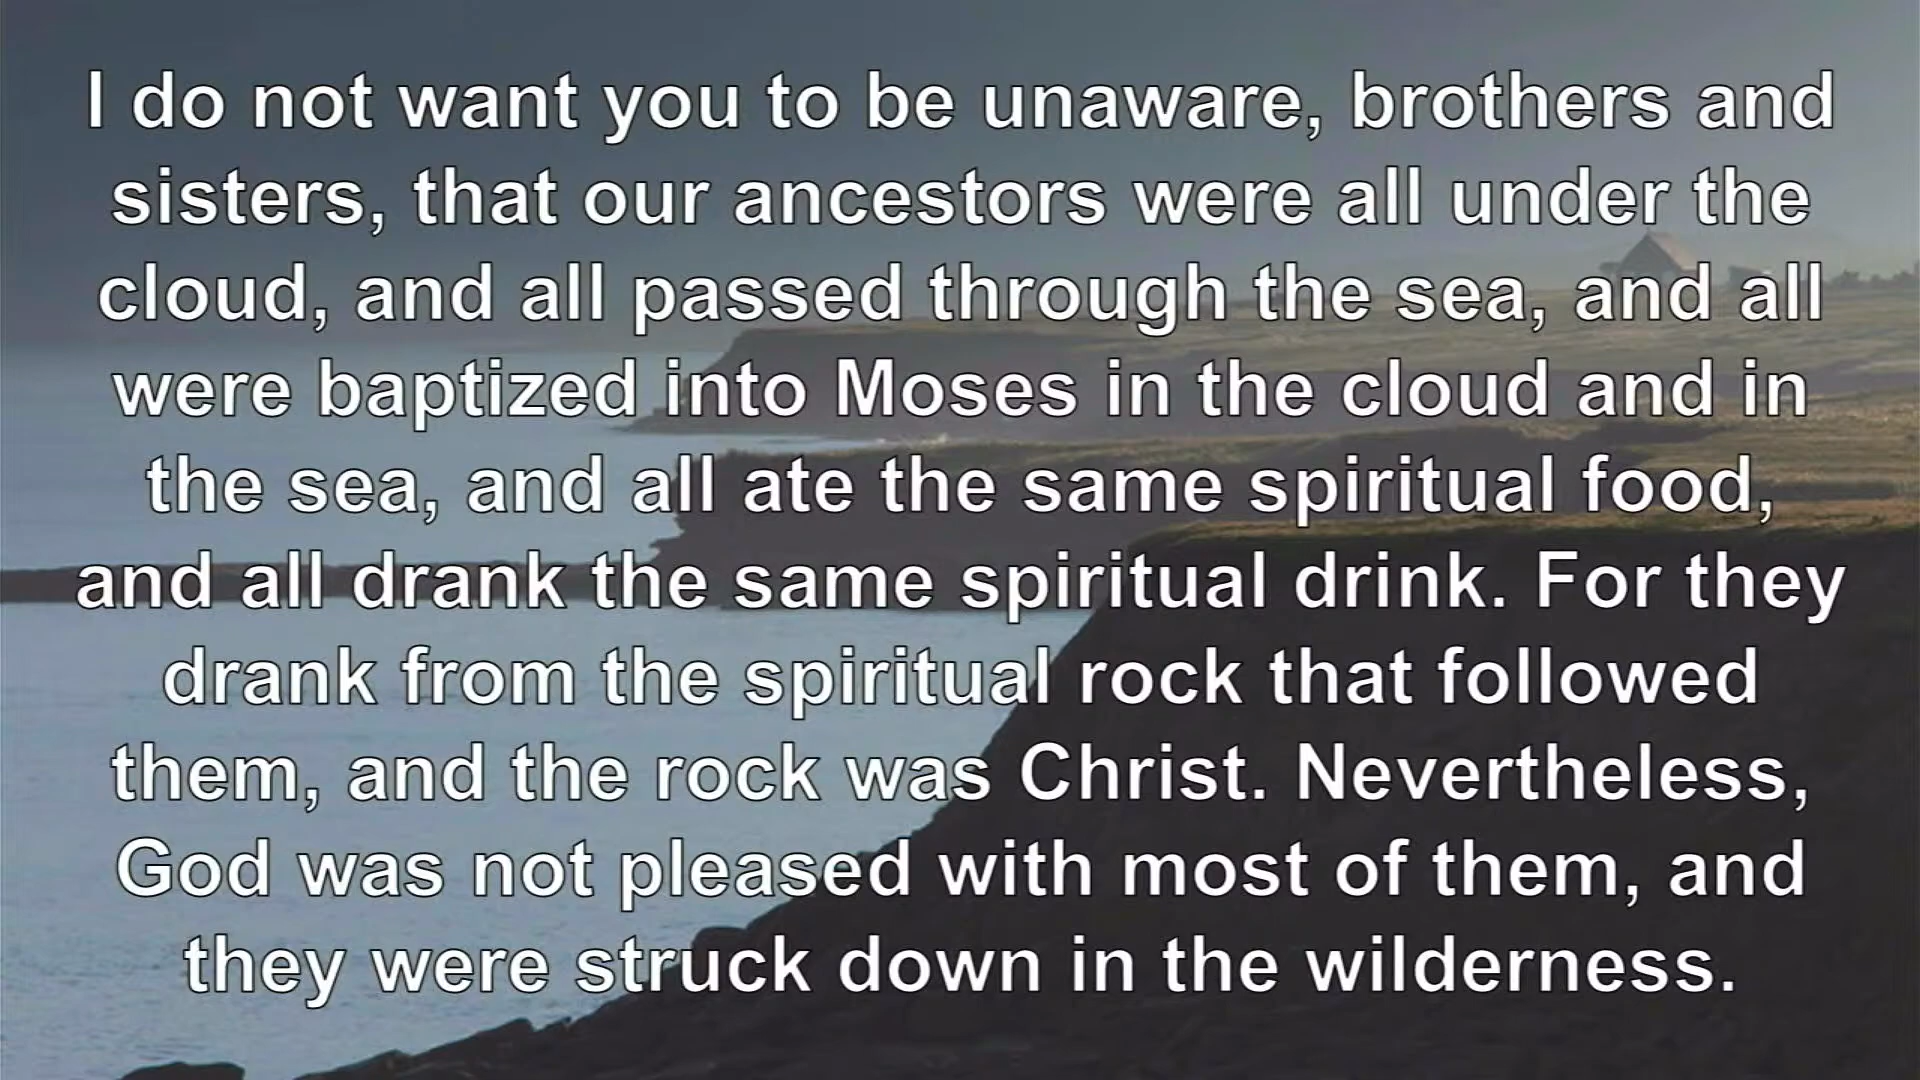 I do not want you to be unaware, brothers and
sisters, that our ancestors were all under the
cloud, and all passed through the sea, and all
were baptized into Moses in the cloud and in
the sea, and all ate the same spiritual food,
and all drank the same spiritual drink. For they
drank from the spiritual rock that followed
them, and the rock was Christ. Nevertheless,
God was not pleased with most of them, and
they were struck down in the wilderness.